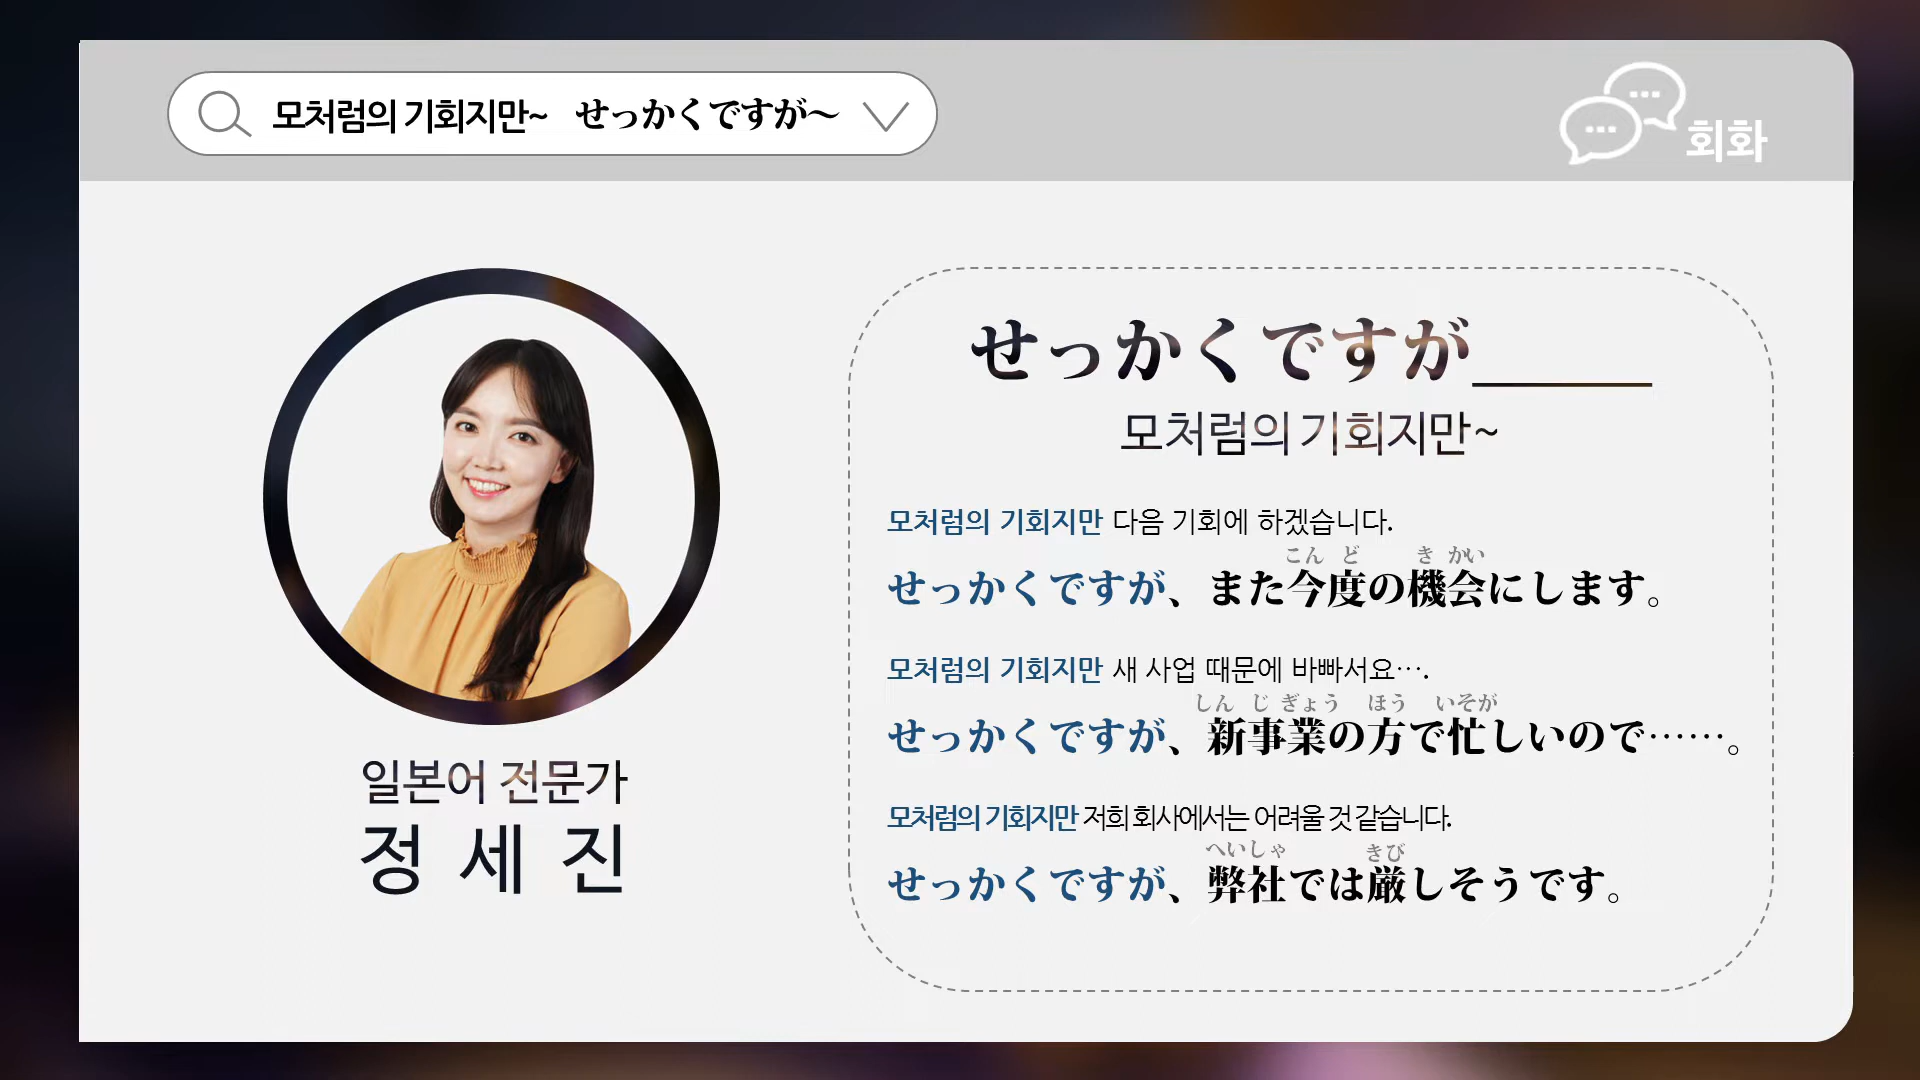 모처럼의 기회지만~ せっかくですが～
회화
일본어 전문가
정세진
せっかくですが______
모처럼의 기회지만~
모처럼의 기회지만 다음 기회에 하겠습니다.
こん ど き かい
せっかくですが、また今度の機会にします。
모처럼의 기회지만 새 사업 때문에 바빠서요….
しん じ ぎょう ほう いそが
せっかくですが、新事業の方で忙しいので……。
모처럼의 기회지만 저희 회사에서는 어려울 것 같습니다.
へいしゃ きび
せっかくですが、弊社では厳しそうです。